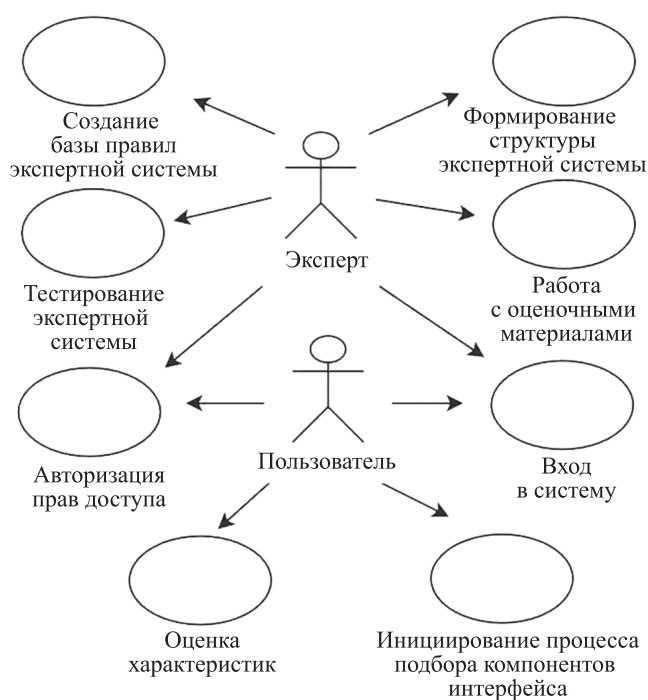 Создание
базы правил
экспертной системы
Формирование
структуры
экспертной системы
Эксперт
Тестирование
экспертной
системы
Работа
с оценочными
материалами
Пользователь
Авторизация
прав доступа
Вход
в систему
Оценка
характеристик
Инициирование процесса
подбора компонентов
интерфейса